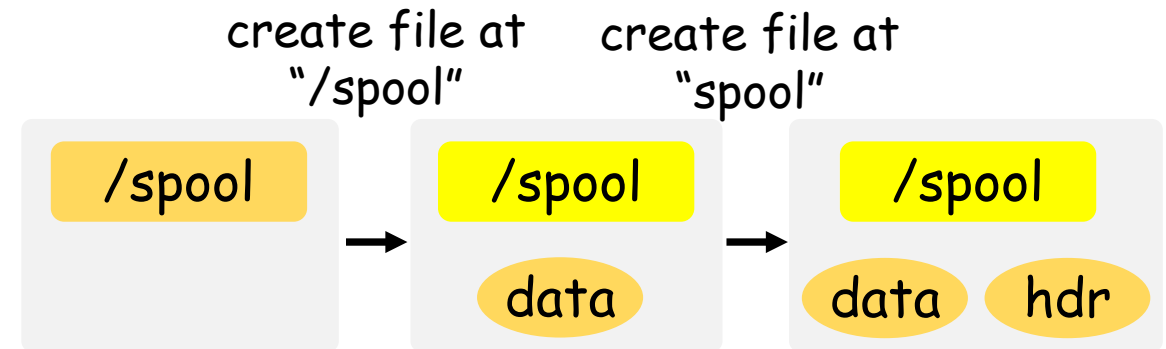 create file at
“/spool”
create file at
“spool”
/spool
/spool
/spool
data
data
hdr